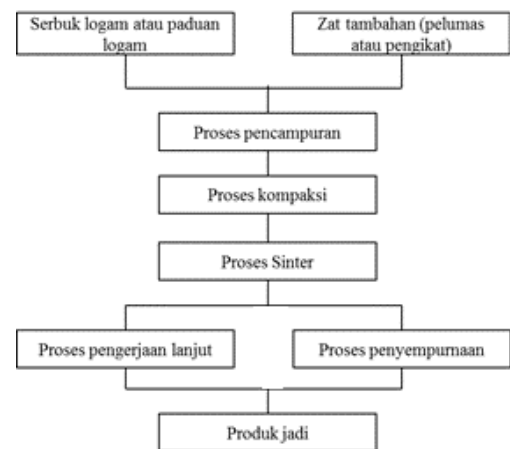 Serbuk logam atau paduan
logam
Zat tambahan (pelumas
atau pengikat)
Proses pencampuran
Proses kompaksi
Proses Sinter
Proses pengerjaan lanjut
Proses penyempurnaan
Produk jadi